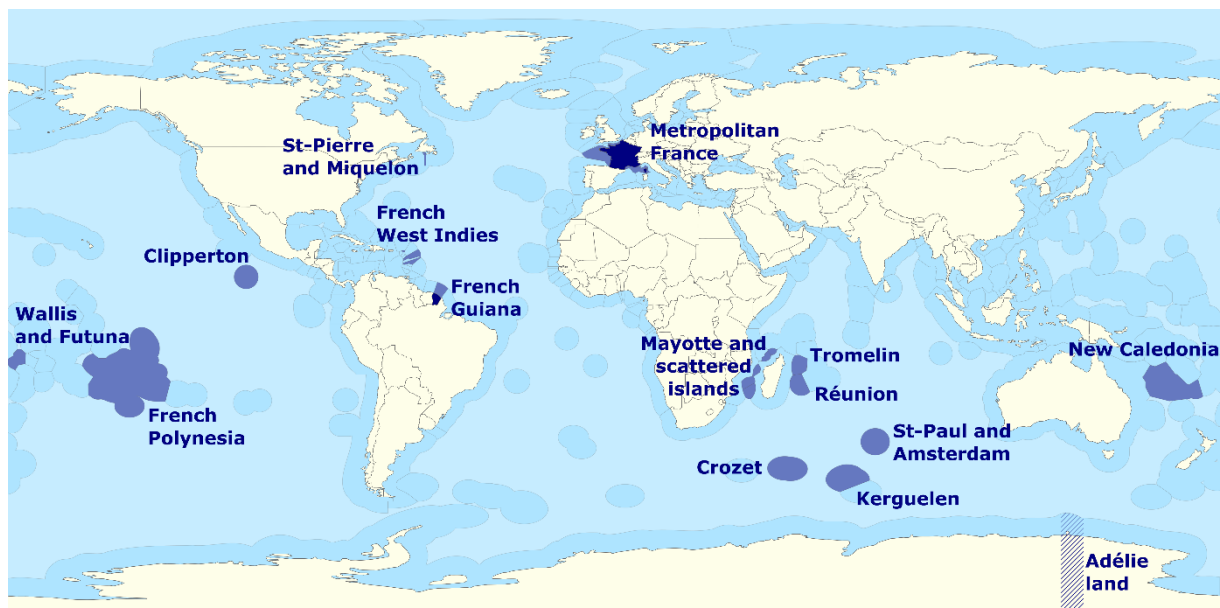 Metropolitan
France
St-Pierre
and Miquelon
French
West Indies
Clipperton
French
Guiana
Wallis
and Futuna
Mayotte and
scattered
islands
Tromelin
New Caledonia
Réunion
French
Polynesia
St-Paul and
Amsterdam
Crozet
Kerguelen
Adélie
land